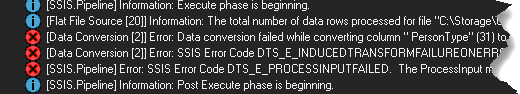 [SSIS.Pipeline] Information: Execute phase is beginning.
[Flat File Source [20]] Information: The total number of data rows processed for file "C:\Storage\
[Data Conversion [2]] Error: Data conversion failed while converting column " PersonType" (31) to
[Data Conversion [2]] Error: SSIS Error Code DTS_E_INDUCEDTRANSFORMFAILUREONERR
[SSIS.Pipeline] Error: SSIS Error Code DTS_E_PROCESSINPUTFAILED. The ProcessInput
[SSIS.Pipeline] Information: Post Execute phase is beginning.